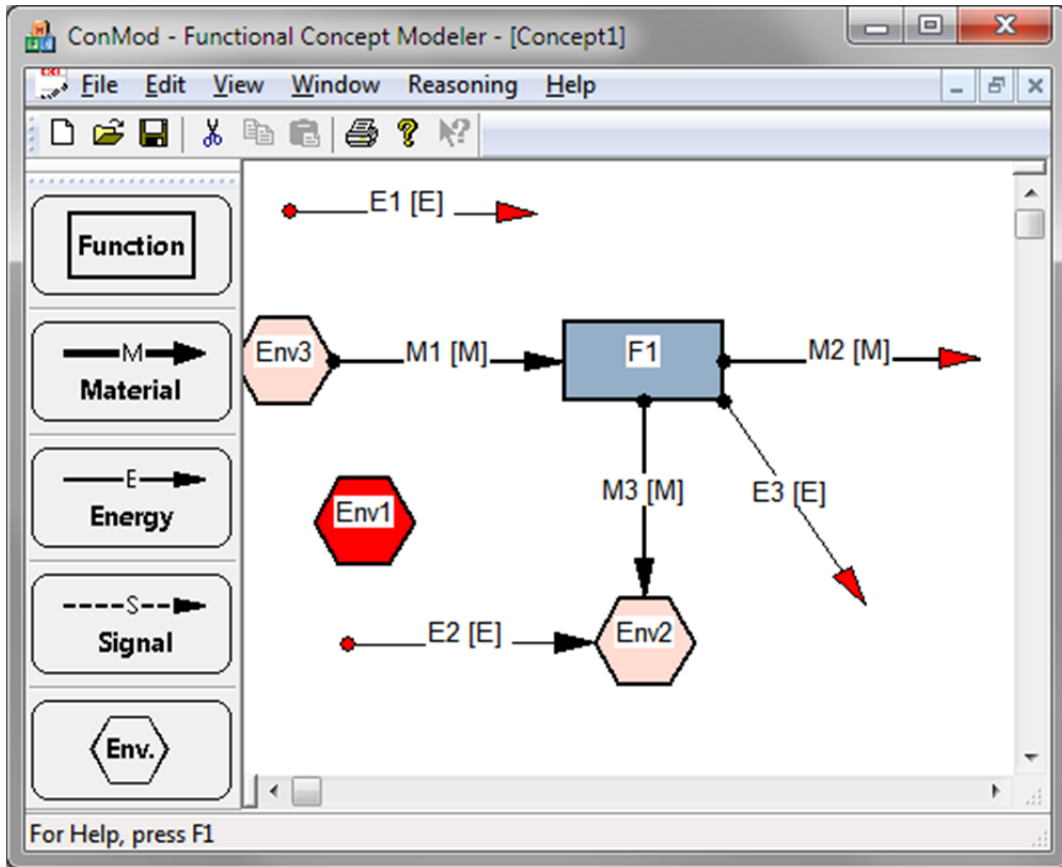 ConMod - Functional Concept Modeler - [Concept1]
File Edit View Window Reasoning Help
Function
M
Material
E
Energy
S
Signal
Env.
E1 [E]
Env3
M1 [M]
F1
M2 [M]
Env1
M3 [M]
E3 [E]
E2 [E]
Env2
For Help, press F1